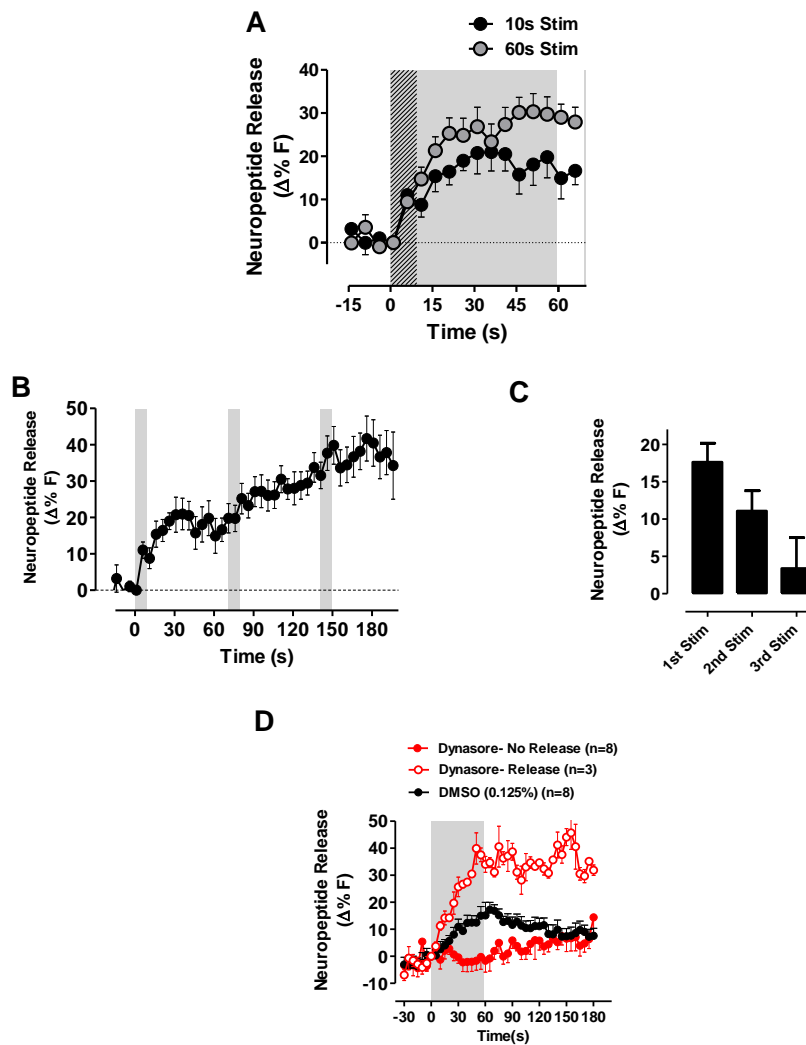 A
10s Stim
60s Stim
Neuropeptide Release
(Δ% F)
40
30
20
10
0
-15 0 15 30 45 60
Time (s)
B
Neuropeptide Release
(Δ% F)
50
40
30
20
10
0
0 30 60 90 120 150 180
Time (s)
C
Neuropeptide Release
(Δ% F)
20
15
10
5
0
1st Stim
2nd Stim
3rd Stim
D
Dynasore- No Release (n=8)
Dynasore- Release (n=3)
DMSO (0.125%) (n=8)
Neuropeptide Release
(Δ% F)
50
40
30
20
10
0
-10
-30 0 30 60 90 120 150 180
Time(s)